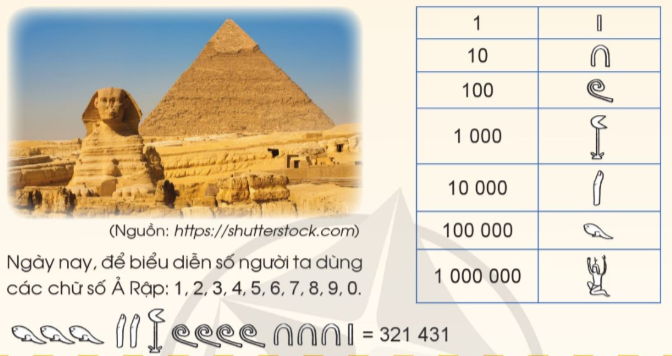 (Nguồn: https://shutterstock.com)
Ngày nay, để biểu diễn số người ta dùng
các chữ số Ả Rập: 1, 2, 3, 4, 5, 6, 7, 8, 9, 0.
= 321 431
1
10
100
1 000
10 000
100 000
1 000 000